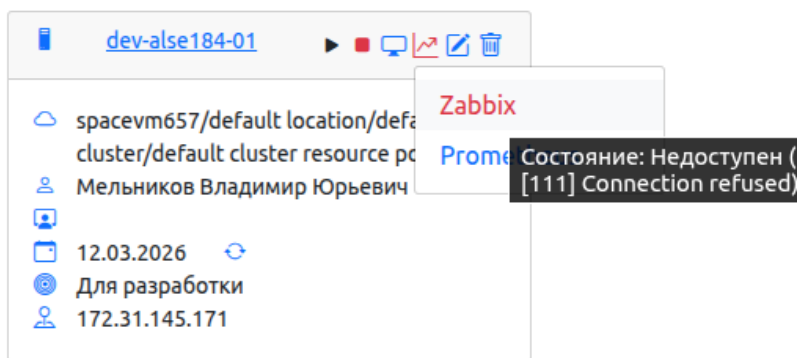 dev-alse184-01
spacevm657/default location/defa
cluster/default cluster resource po
Мельников Владимир Юрьевич
12.03.2026
Для разработки
172.31.145.171
Zabbix
Prome
Состояние: Недоступен (
[111] Connection refused)